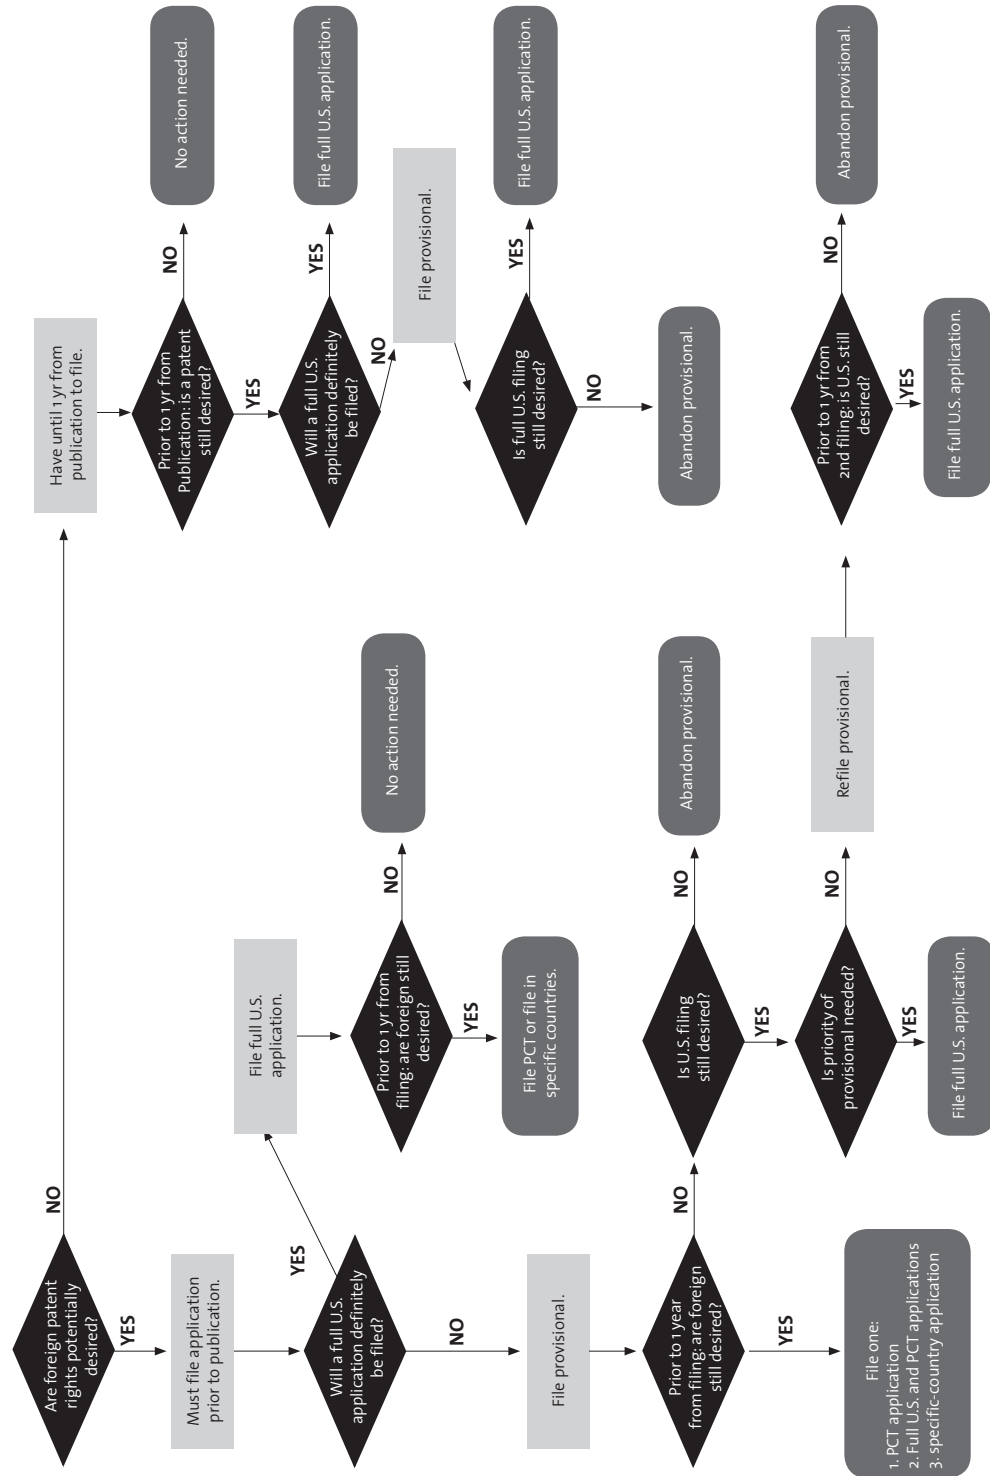 Are foreign patent
rights potentially
desired?
NO
YES
Have until 1 yr from
publication to file.
Prior to 1 yr from
Publication: is a patent
still desired?
NO
No action needed.
YES
Will a full U.S.
application definitely
be filed?
YES
File full U.S. application.
NO
File provisional.
Is full U.S. filing
still desired?
YES
File full U.S. application.
NO
Abandon provisional.
Must file application
prior to publication.
Will a full U.S.
application definitely
be filed?
YES
File full U.S.
application.
Prior to 1 yr from
filing: are foreign still
desired?
NO
No action needed.
YES
File PCT or file in
specific countries.
NO
File provisional.
Prior to 1 year
from filing: are foreign
still desired?
YES
File one:
1. PCT application
2. Full U.S. and PCT applications
3. specific-country application
NO
Is U.S. filing
still desired?
NO
Abandon provisional.
YES
Is priority of
provisional needed?
YES
File full U.S. application.
NO
Refile provisional.
Prior to 1 yr from
2nd filing: is U.S. still
desired?
NO
Abandon provisional.
YES
File full U.S. application.